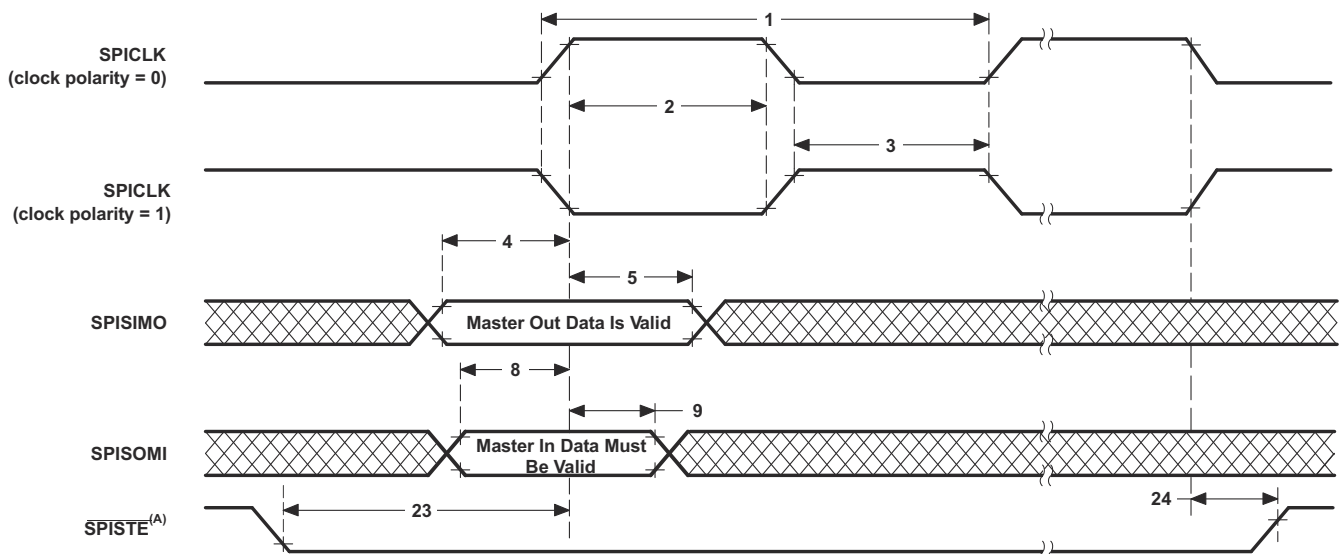 1
SPICLK
(clock polarity = 0)
2
3
SPICLK
(clock polarity = 1)
4
5
SPISIMO
Master Out Data Is Valid
8
9
SPISOMI
Master In Data Must
Be Valid
23
24
SPISTE(A)